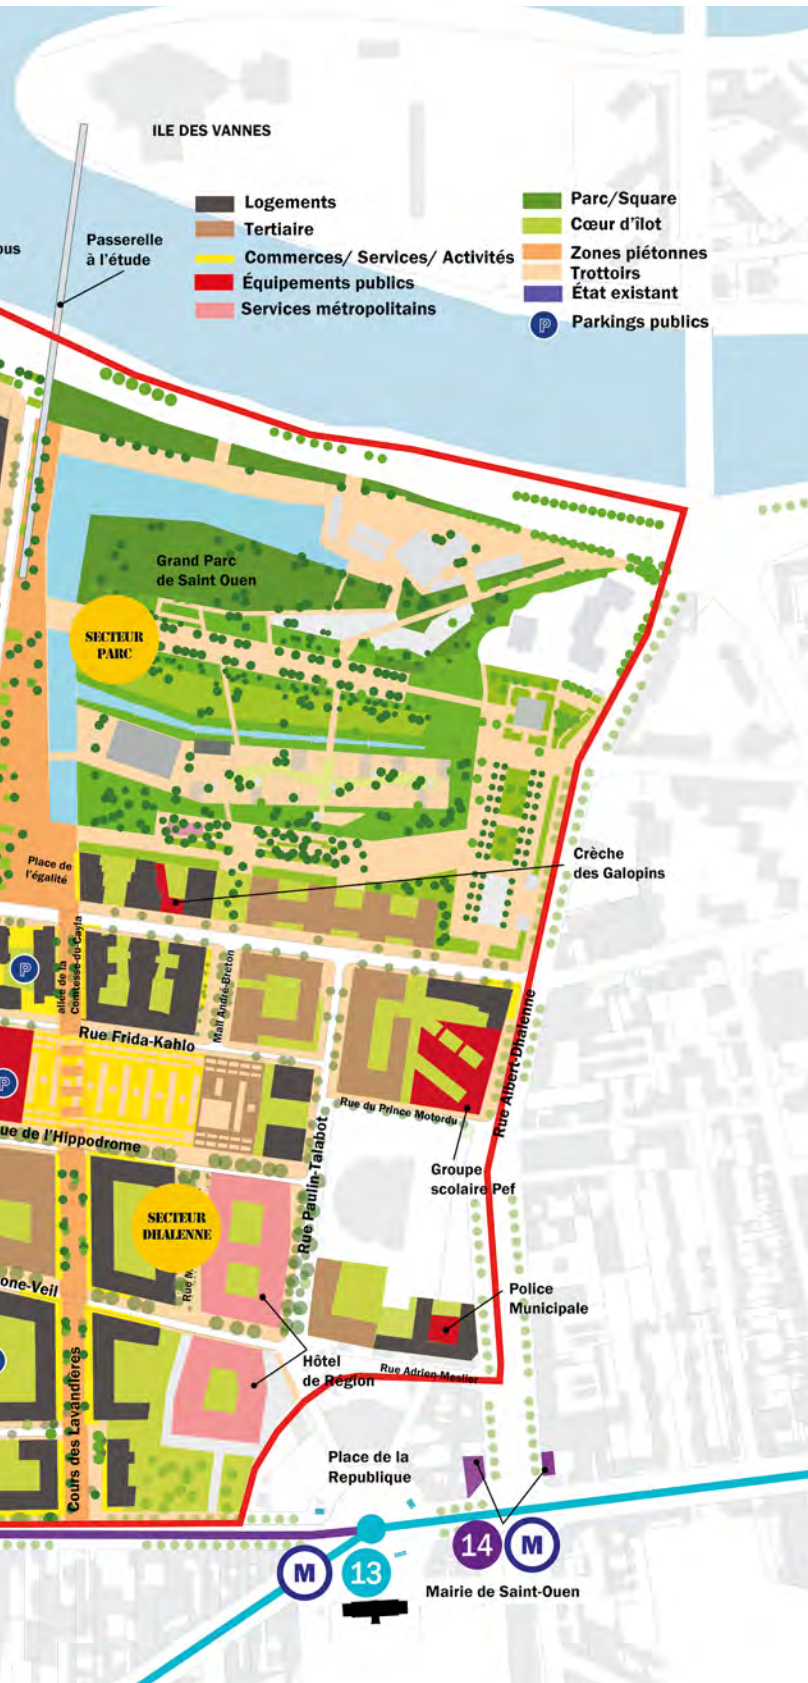 ILE DES VANNES
Logements
Tertiaire
Commerces/ Services/ Activités
Équipements publics
Services métropolitains
Parc/Square
Cœur d'îlot
Zones piétonnes
Trottoirs
État existant
P
Parkings publics
Passerelle
à l'étude
Grand Parc
de Saint Ouen
SECTEUR
PARC
Crèche
des Galopins
Place de
l'égalité
P
allée de la
Comtesse-du-Cayla
Mail André-Breton
Rue Frida-Kahlo
P
Rue Albert-Dhalenne
Rue du Prince Motordu
ue de l'Hippodrome
Rue Paulin-Talabot
Groupe
scolaire Pef
SECTEUR
DHALENNE
Rue
one-Veil
Police
Municipale
Hôtel
de Région
Rue Adrien-Meslier
Cours des Lavandières
Place de la
Republique
14
M
M
13
Mairie de Saint-Ouen